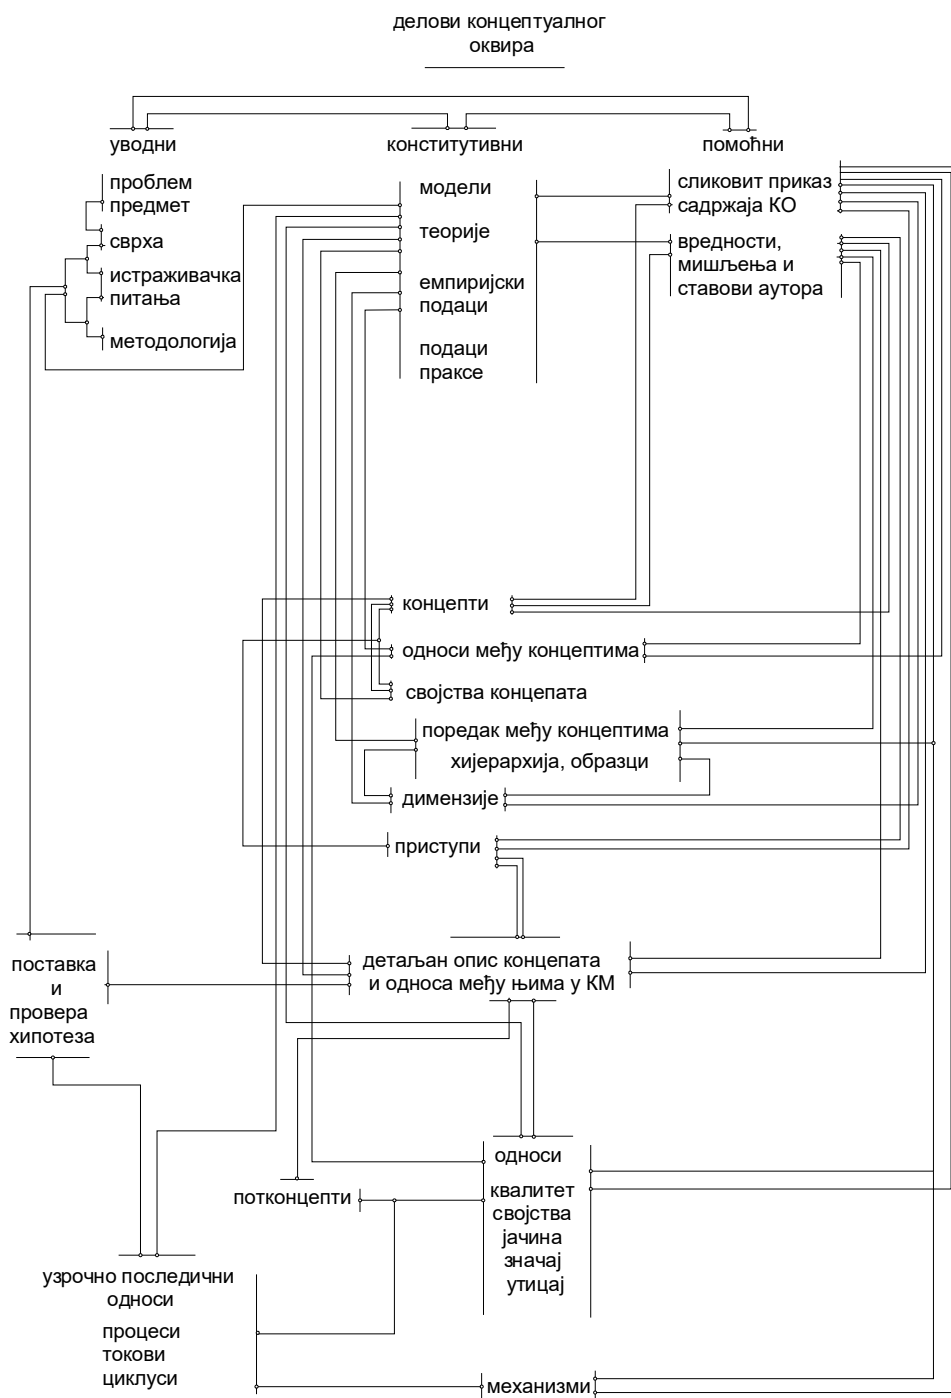 делови концептуалног
оквира
уводни
конститутивни
помоћни
проблем
предмет
сврха
истраживачка
питања
методологија
модели
теорије
емпиријски
подаци
подаци
праксе
сликовит приказ
садржаја КО
вредности,
мишљења и
ставови аутора
концепти
односи међу концептима
својства концепата
поредак међу концептима
хијерархија, обрасци
димензије
приступи
поставка
и
провера
хипотеза
детаљан опис концепата
и односа међу њима у КМ
односи
квалитет
својства
јачина
значај
утицај
потконцепти
узрочно последични
односи
процеси
токови
циклуси
механизми